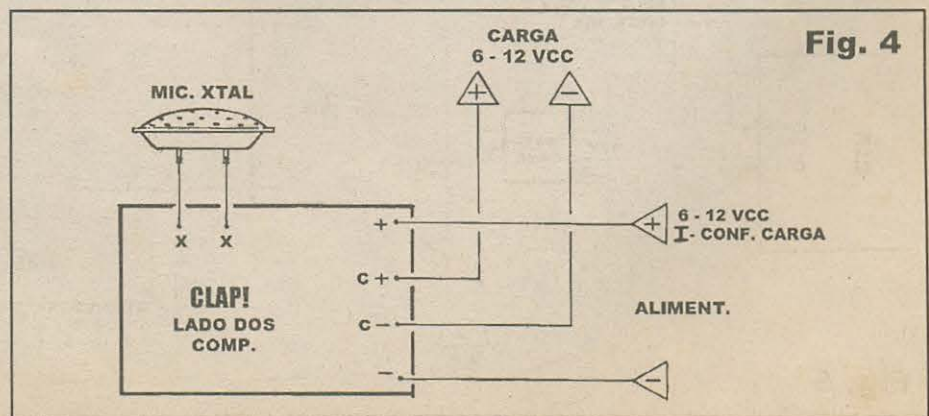 Fig. 4
CARGA
6 - 12 VCC
+
−
MIC. XTAL
X X
+
C +
C −
−
CLAP!
LADO DOS
COMP.
+
6 - 12 VCC
I- CONF. CARGA
ALIMENT.
−